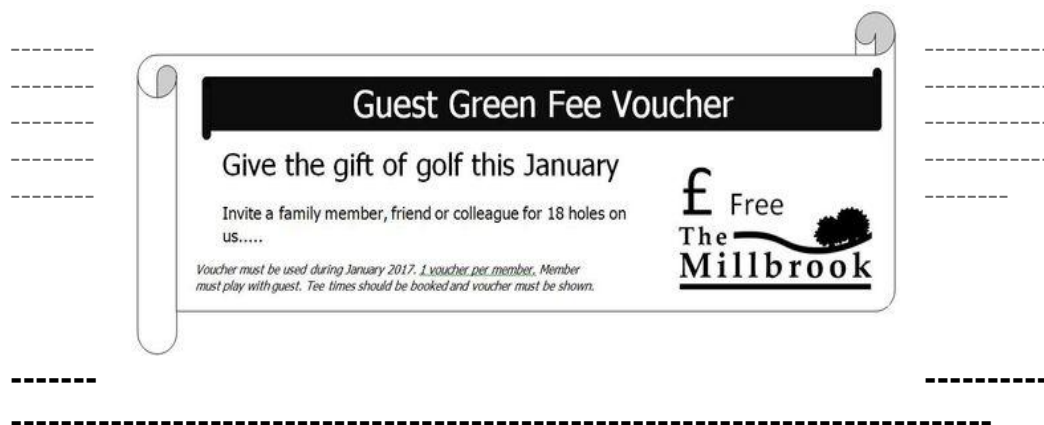 Guest Green Fee Voucher
Give the gift of golf this January
Invite a family member, friend or colleague for 18 holes on
us.....
Voucher must be used during January 2017. 1 voucher per member. Member
must play with guest. Tee times should be booked and voucher must be shown.
£ Free
The
Millbrook